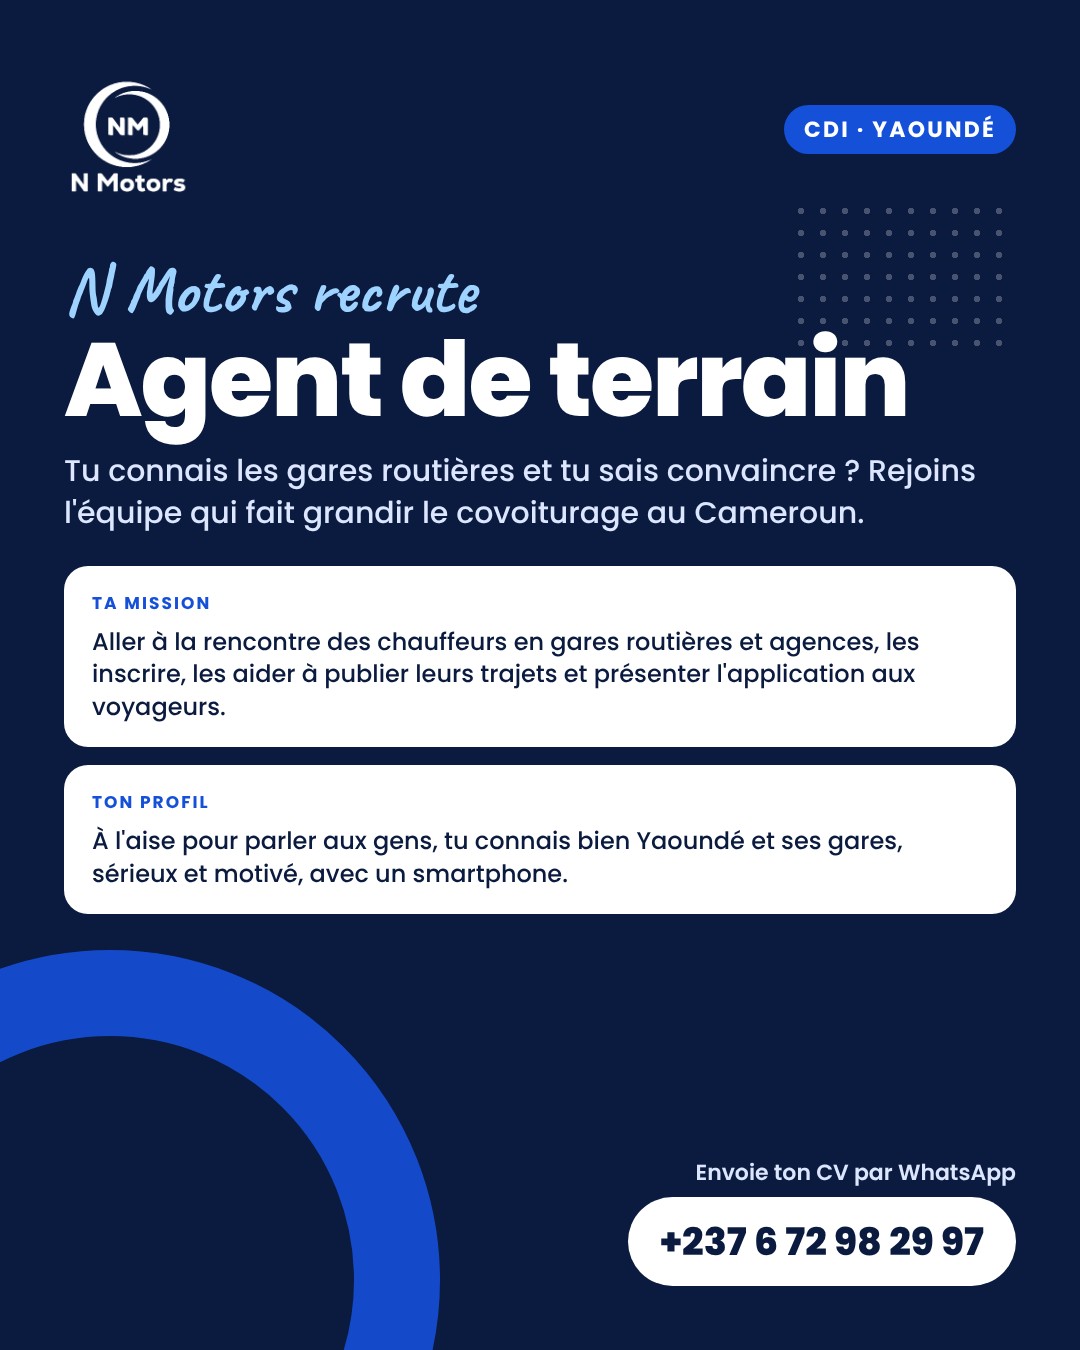 NM
N Motors
CDI · YAOUNDÉ
N Motors recrute
Agent de terrain
Tu connais les gares routières et tu sais convaincre ? Rejoins
l'équipe qui fait grandir le covoiturage au Cameroun.
TA MISSION
Aller à la rencontre des chauffeurs en gares routières et agences, les
inscrire, les aider à publier leurs trajets et présenter l'application aux
voyageurs.
TON PROFIL
À l'aise pour parler aux gens, tu connais bien Yaoundé et ses gares,
sérieux et motivé, avec un smartphone.
Envoie ton CV par WhatsApp
+237 6 72 98 29 97